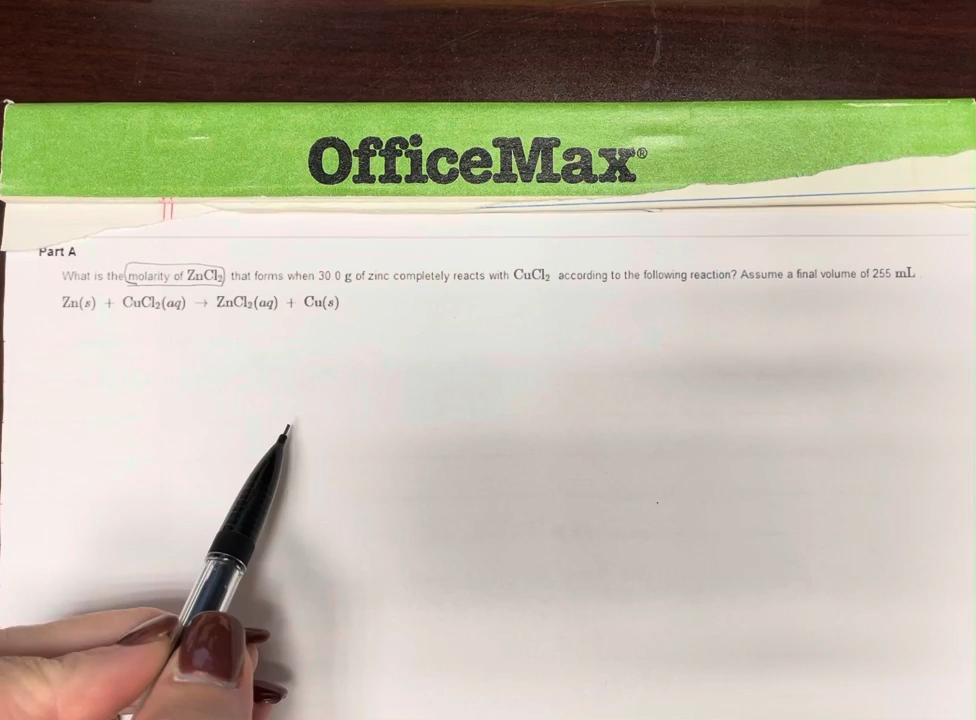 OfficeMax®
Part A
What is the molarity of ZnCl₂ that forms when 30.0 g of zinc completely reacts with CuCl₂ according to the following reaction? Assume a final volume of 255 mL.
Zn(s) + CuCl₂(aq) → ZnCl₂(aq) + Cu(s)